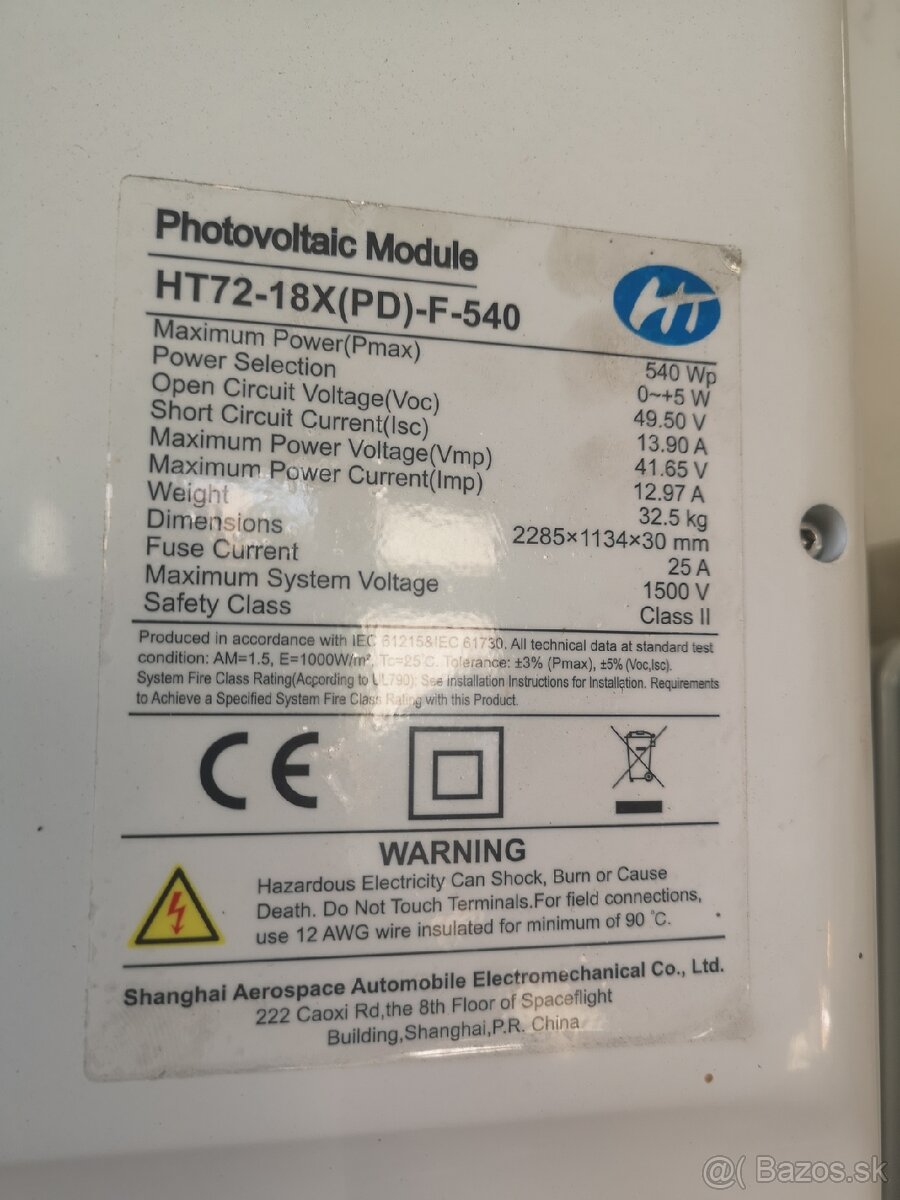 Photovoltaic Module
HT72-18X(PD)-F-540
HT
Maximum Power(Pmax) 540 Wp
Power Selection 0~+5 W
Open Circuit Voltage(Voc) 49.50 V
Short Circuit Current(Isc) 13.90 A
Maximum Power Voltage(Vmp) 41.65 V
Maximum Power Current(Imp) 12.97 A
Weight 32.5 kg
Dimensions 2285×1134×30 mm
Fuse Current 25 A
Maximum System Voltage 1500 V
Safety Class Class II
Produced in accordance with IEC 61215&IEC 61730. All technical data at standard test
condition: AM=1.5, E=1000W/m², Tc=25°C. Tolerance: ±3% (Pmax), ±5% (Voc,Isc).
System Fire Class Rating(Acqording to UL790): See Installation Instructions for Installation. Requirements
to Achieve a Specified System Fire Class Rating with this Product.
CE
WARNING
Hazardous Electricity Can Shock, Burn or Cause
Death. Do Not Touch Terminals.For field connections,
use 12 AWG wire insulated for minimum of 90 °C.
Shanghai Aerospace Automobile Electromechanical Co., Ltd.
222 Caoxi Rd,the 8th Floor of Spaceflight
Building,Shanghai,P.R. China
@( Bazos.sk